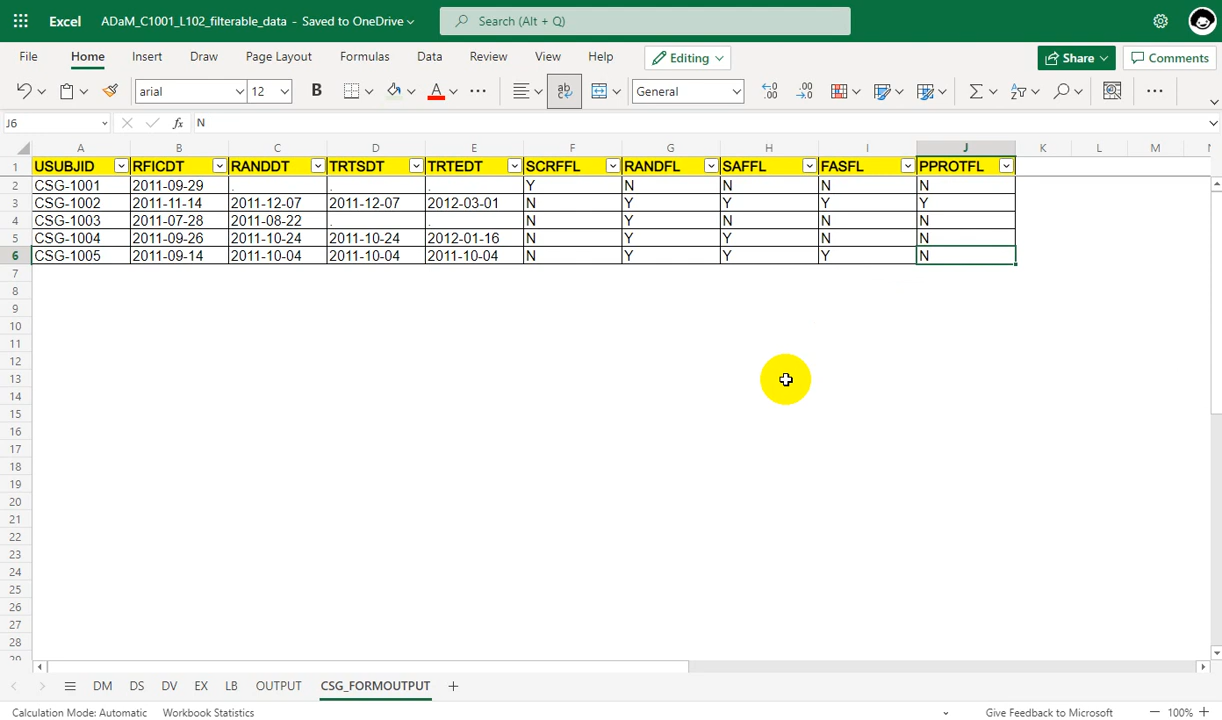 Excel ADaM_C1001_L102_filterable_data - Saved to OneDrive Search (Alt + Q)
File Home Insert Draw Page Layout Formulas Data Review View Help Editing Share Comments
arial 12 B A ab General .00 .00
J6 fx N
A B C D E F G H I J K L M N
1 USUBJID RFICDT RANDDT TRTSDT TRTEDT SCRFFL RANDFL SAFFL FASFL PPROTFL
2 CSG-1001 2011-09-29 . . . Y N N N N
3 CSG-1002 2011-11-14 2011-12-07 2011-12-07 2012-03-01 N Y Y Y Y
4 CSG-1003 2011-07-28 2011-08-22 . . N Y N N N
5 CSG-1004 2011-09-26 2011-10-24 2011-10-24 2012-01-16 N Y Y N N
6 CSG-1005 2011-09-14 2011-10-04 2011-10-04 2011-10-04 N Y Y Y N
7
8
9
10
11
12
13
14
15
16
17
18
19
20
21
22
23
24
25
26
27
28
29
DM DS DV EX LB OUTPUT CSG_FORMOUTPUT
Calculation Mode: Automatic Workbook Statistics Give Feedback to Microsoft 100%